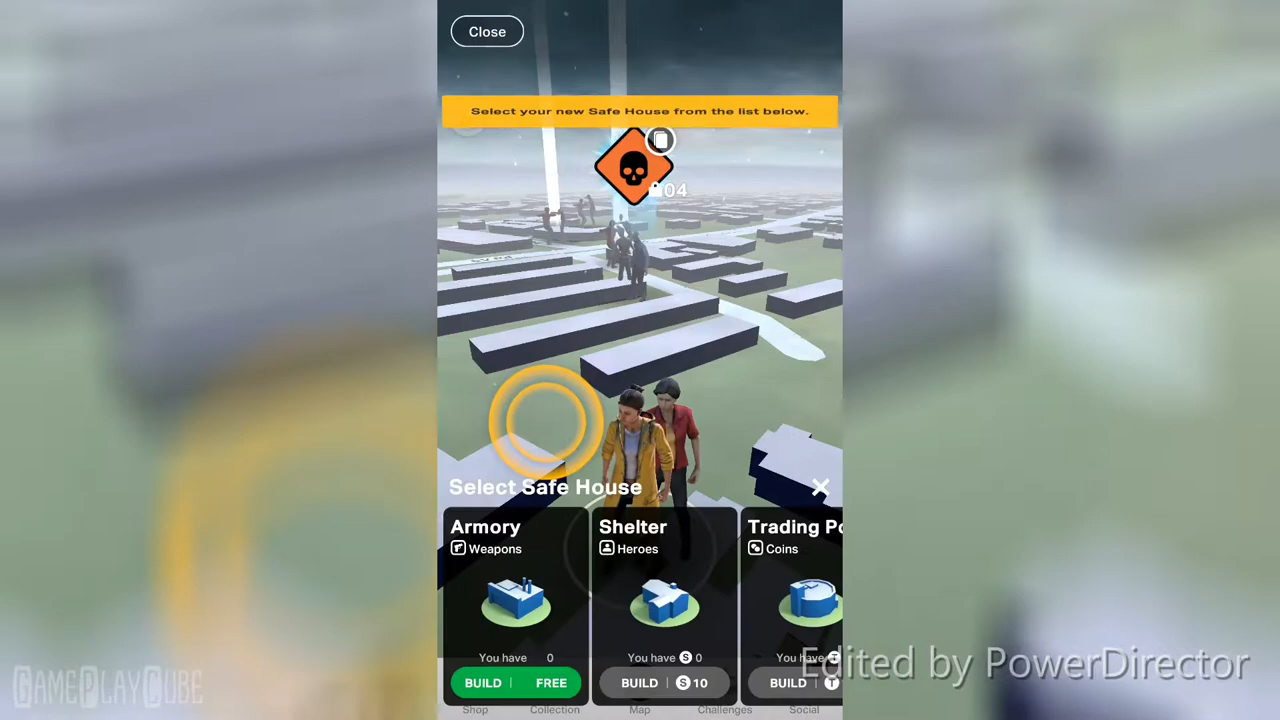 Close
Select your new Safe House from the list below.
04
Select Safe House
Armory
Weapons
You have 0
BUILD FREE
Shelter
Heroes
You have S 0
BUILD S 10
Trading Po
Coins
You have T
BUILD T
Shop
Collection
Map
Challenges
Social
GamePlayCube
Edited by PowerDirector